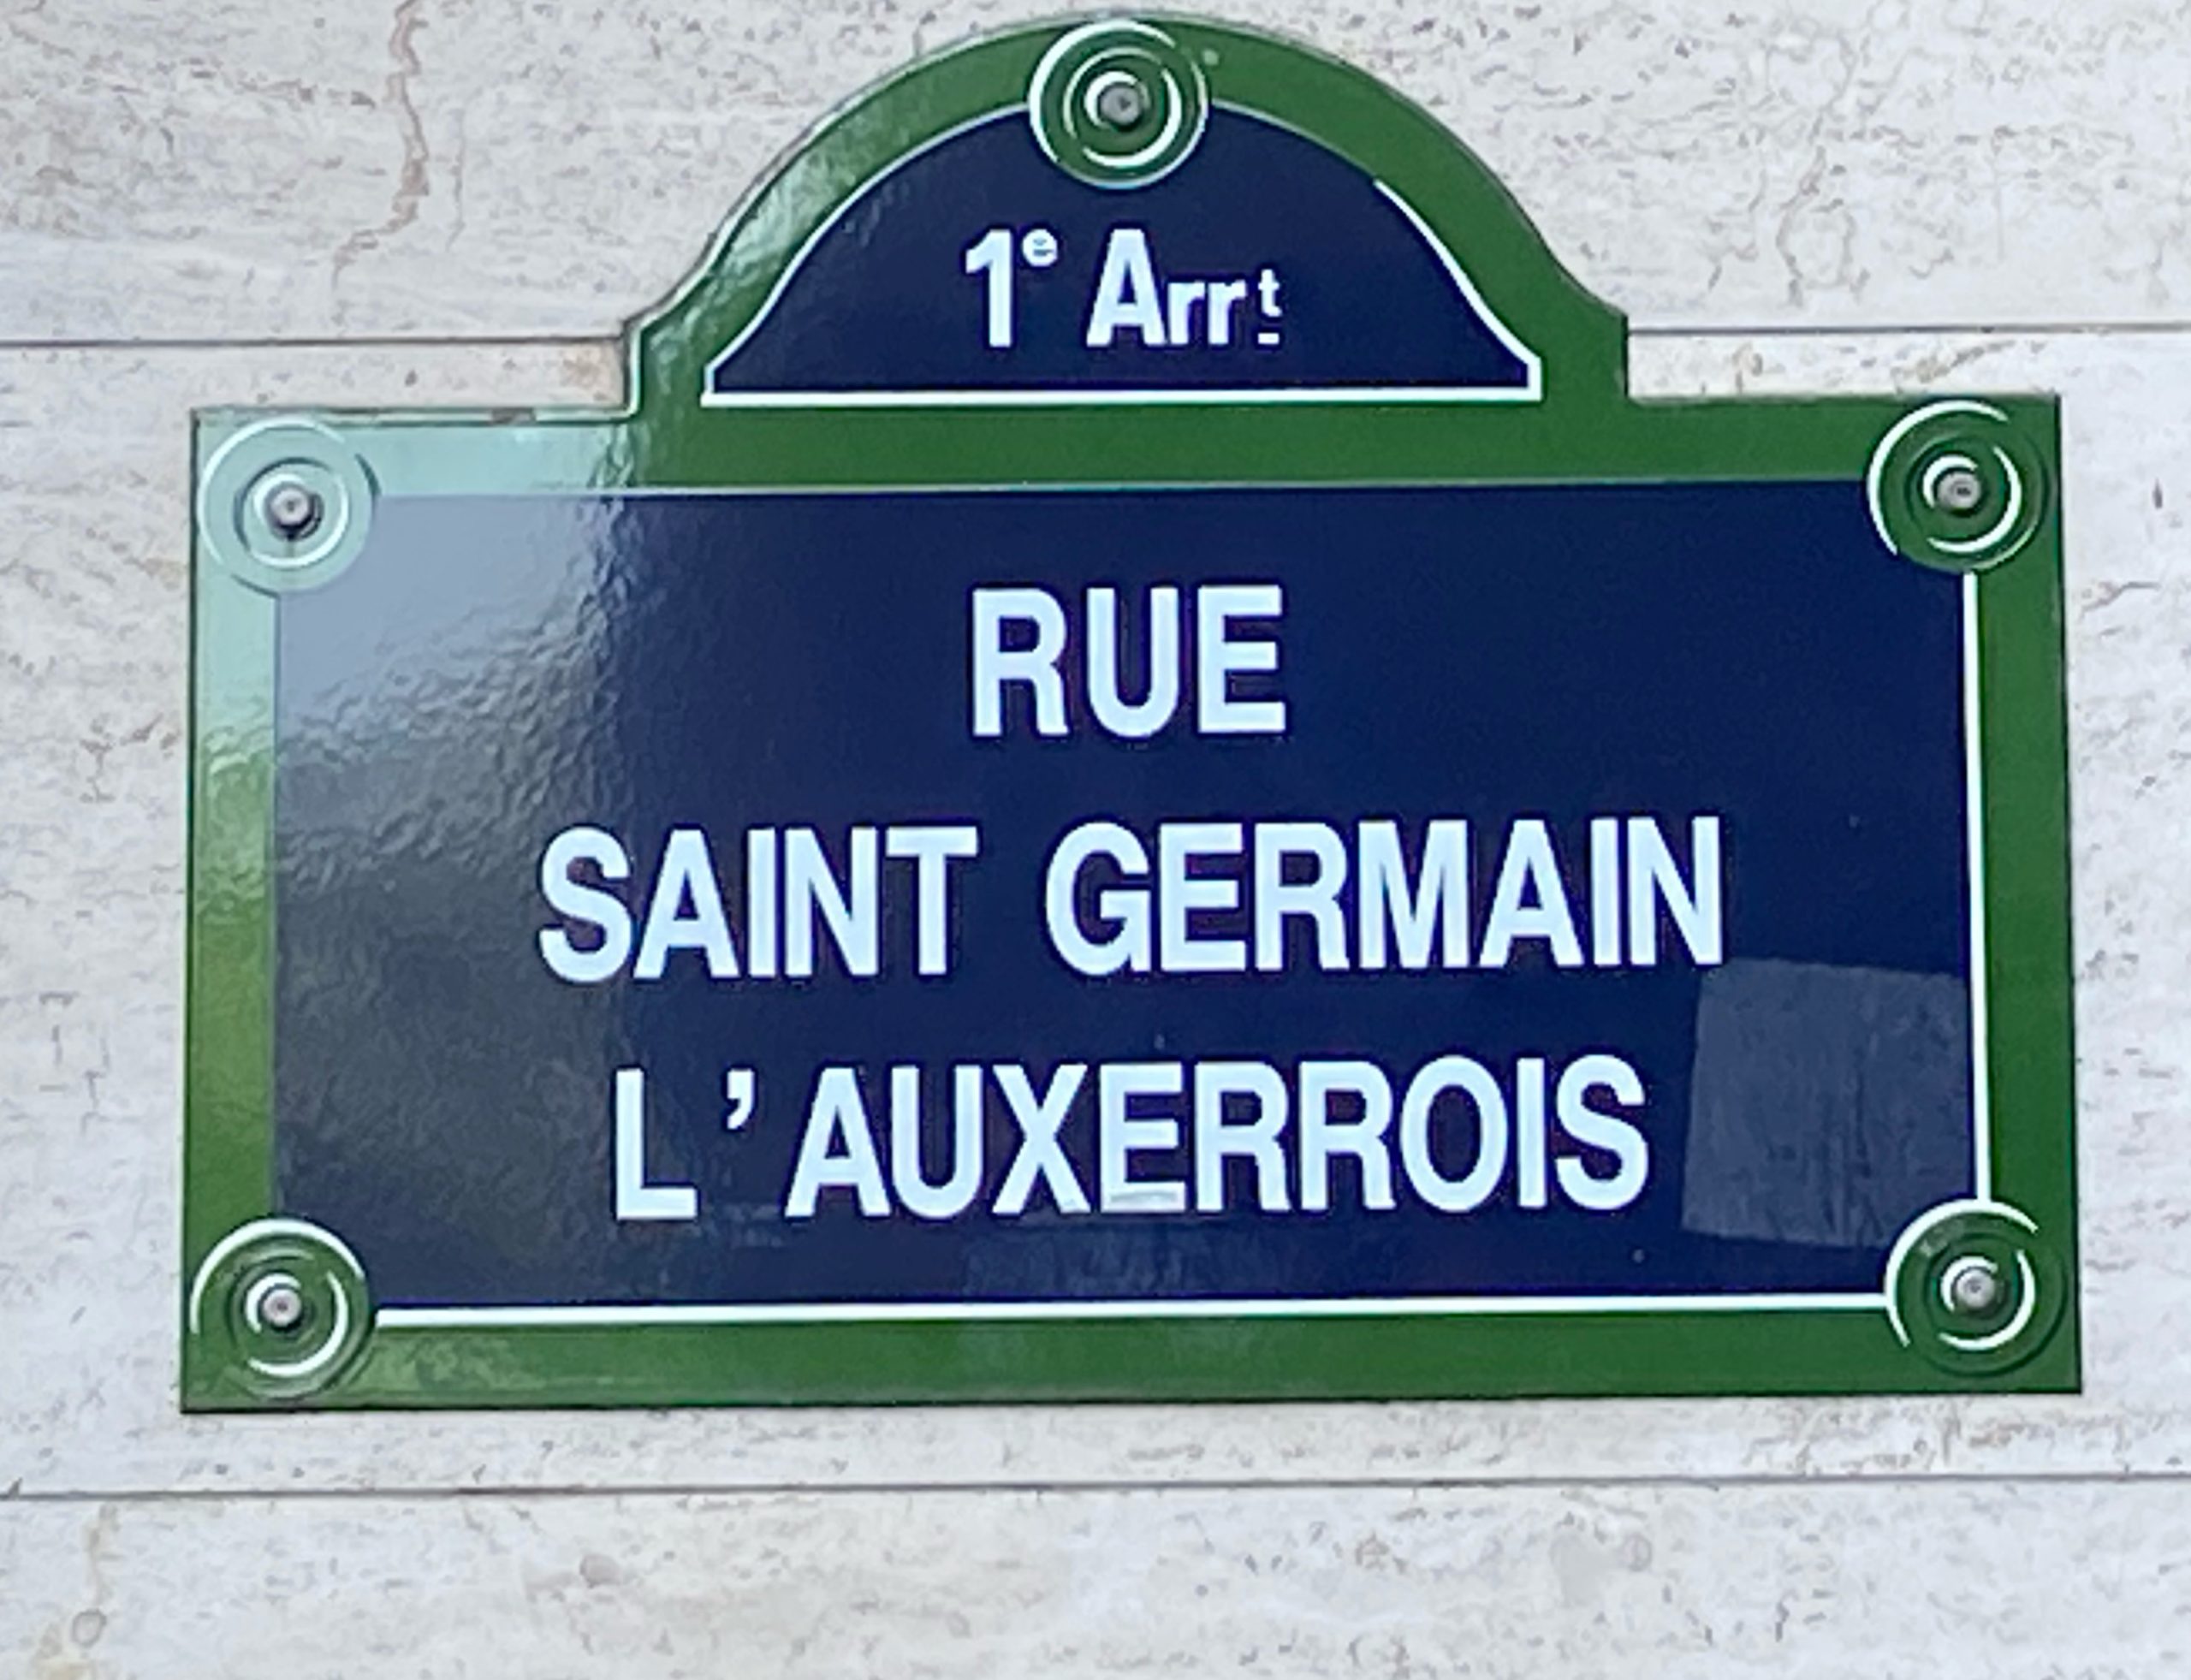 1e Arrt
RUE
SAINT GERMAIN
L'AUXERROIS